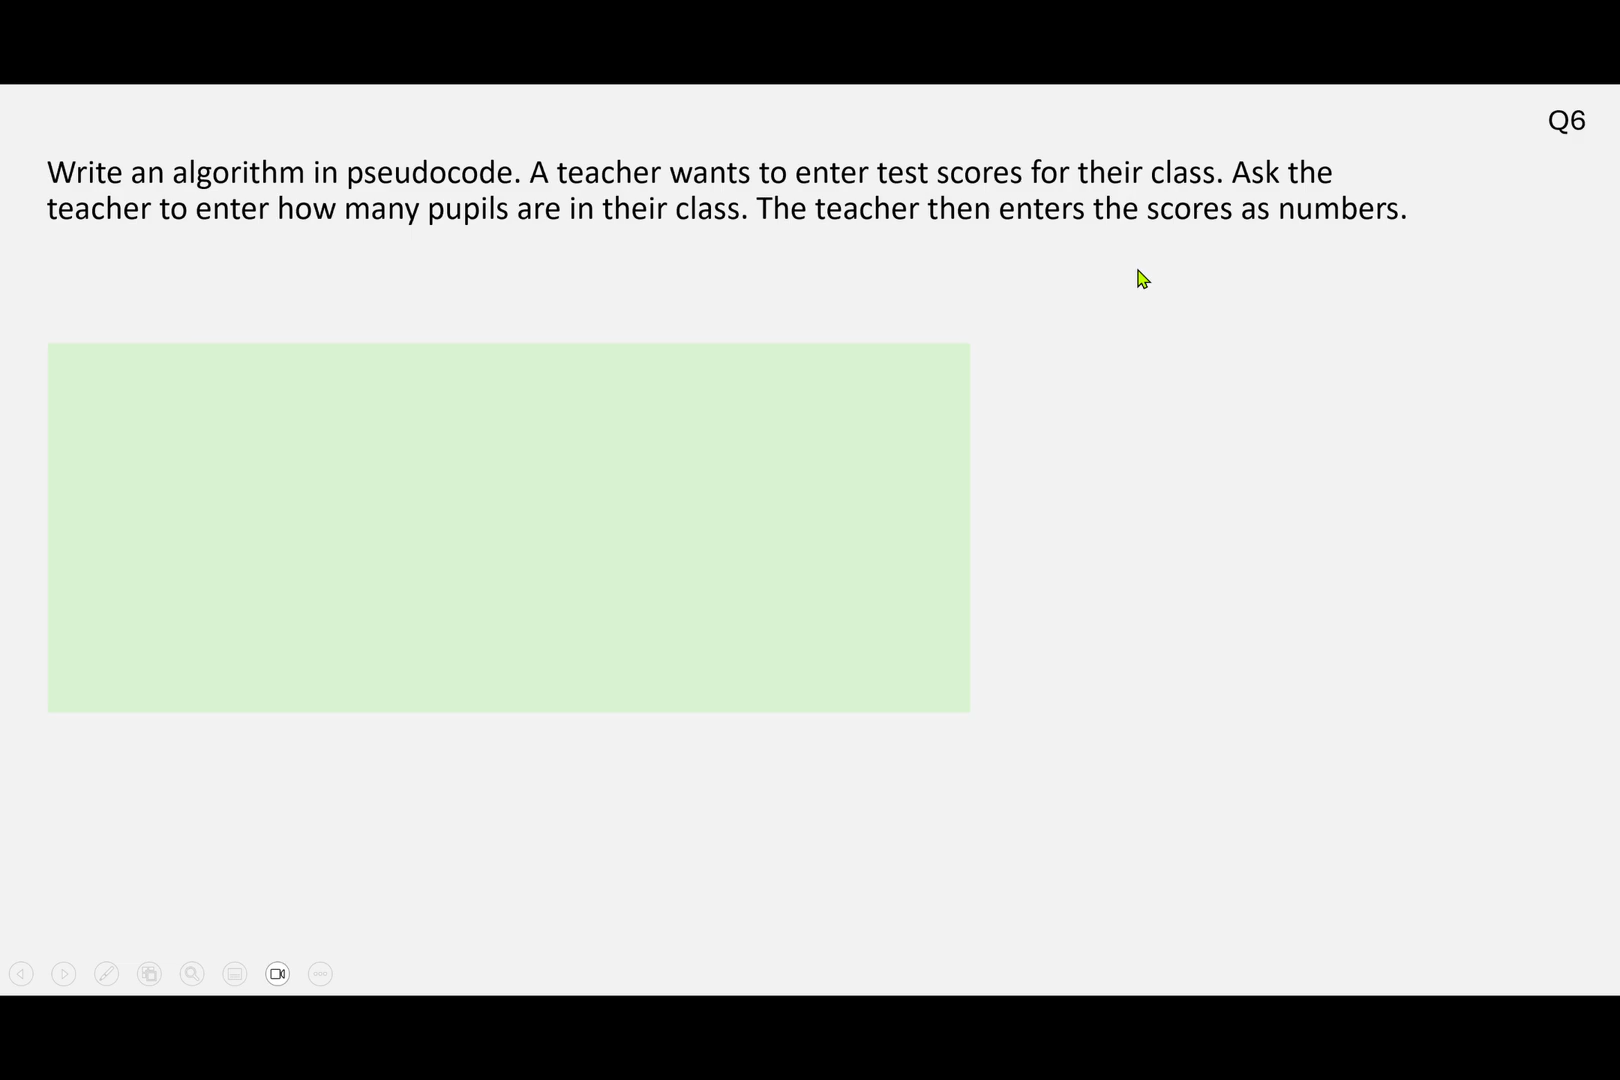 Q6
Write an algorithm in pseudocode. A teacher wants to enter test scores for their class. Ask the
teacher to enter how many pupils are in their class. The teacher then enters the scores as numbers.